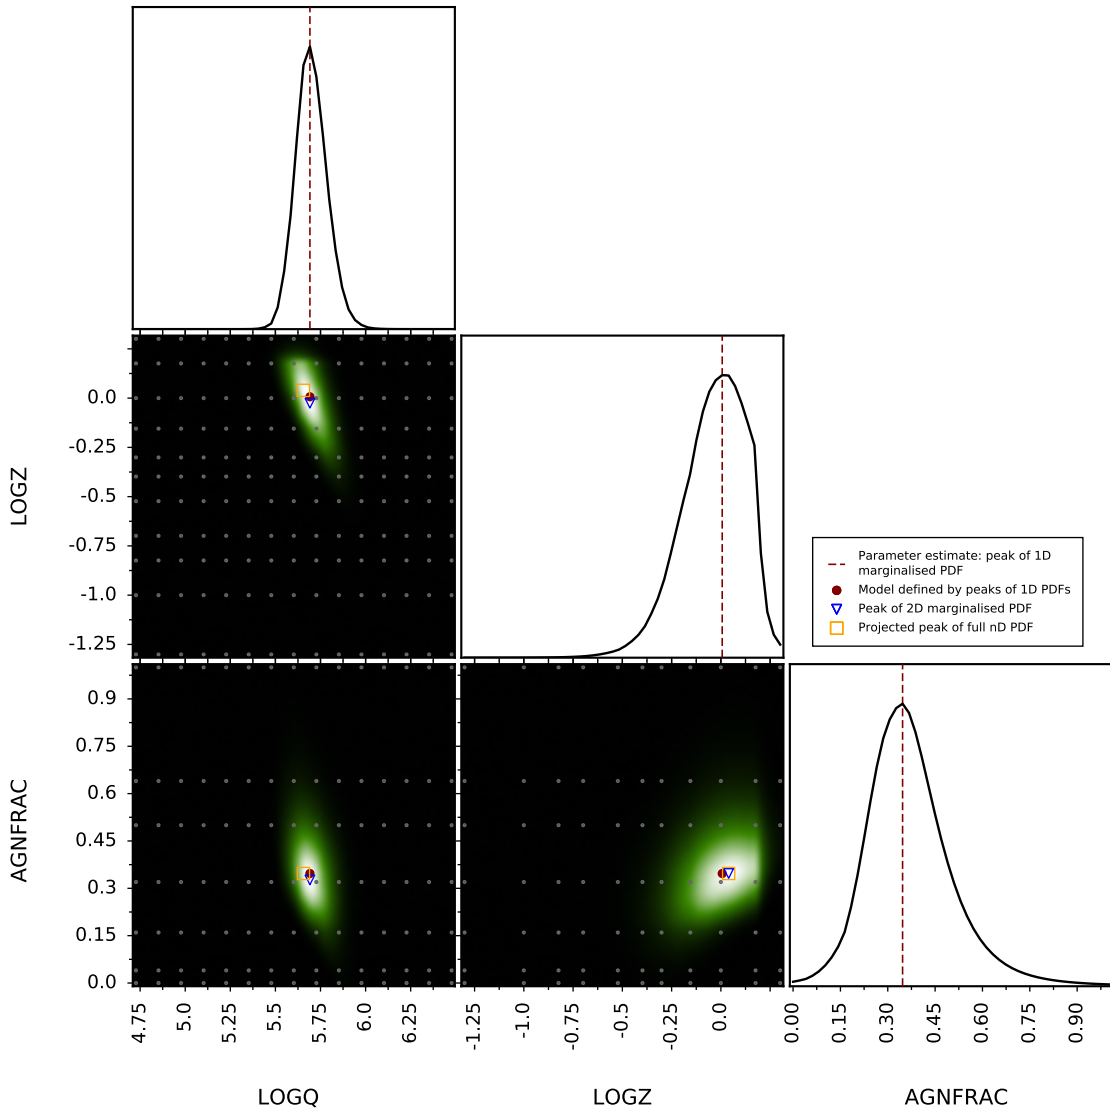 LOGZ
0.0
-0.25
-0.5
-0.75
-1.0
-1.25
Parameter estimate: peak of 1D
marginalised PDF
Model defined by peaks of 1D PDFs
Peak of 2D marginalised PDF
Projected peak of full nD PDF
AGNFRAC
0.9
0.75
0.6
0.45
0.3
0.15
0.0
4.75 5.0 5.25 5.5 5.75 6.0 6.25
-1.25 -1.0 -0.75 -0.5 -0.25 0.0
0.00 0.15 0.30 0.45 0.60 0.75 0.90
LOGQ LOGZ AGNFRAC